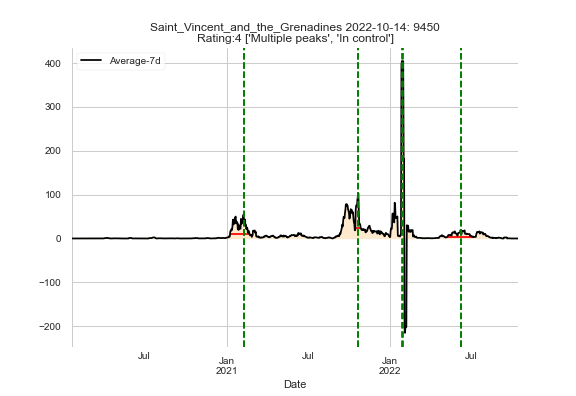 Saint_Vincent_and_the_Grenadines 2022-10-14: 9450
Rating:4 ['Multiple peaks', 'In control']
Average-7d
400
300
200
100
0
−100
−200
Jul
Jan
2021
Jul
Jan
2022
Jul
Date